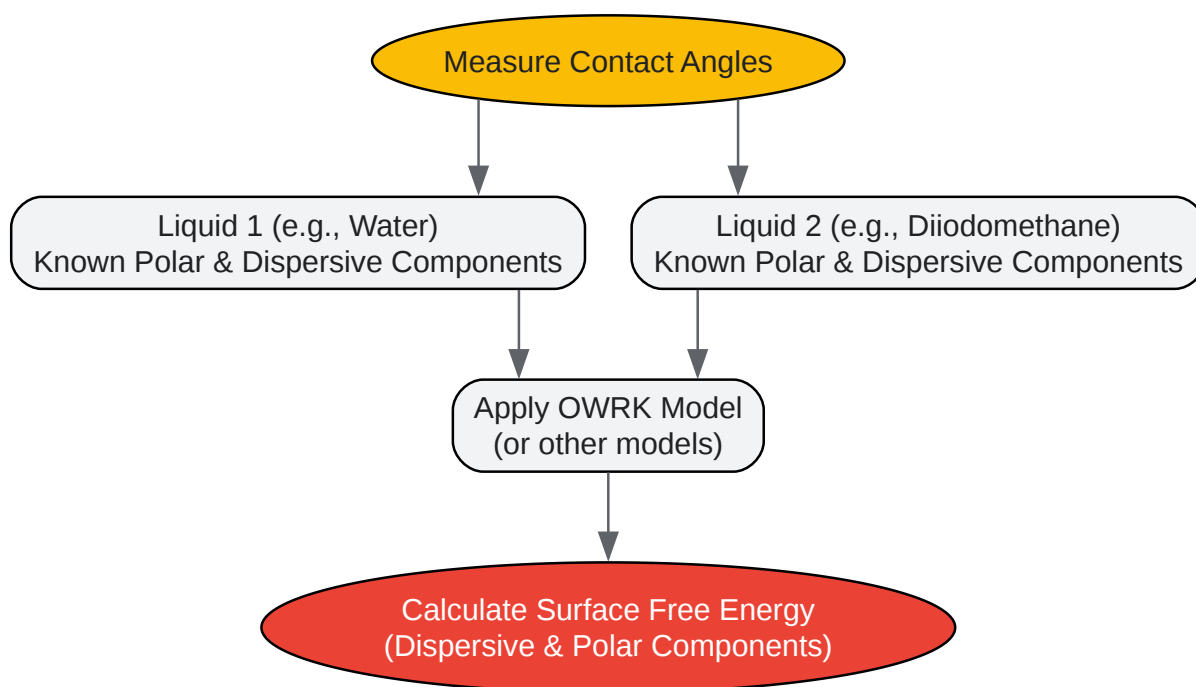 Measure Contact Angles
Liquid 1 (e.g., Water)
Known Polar & Dispersive Components
Liquid 2 (e.g., Diiodomethane)
Known Polar & Dispersive Components
Apply OWRK Model
(or other models)
Calculate Surface Free Energy
(Dispersive & Polar Components)